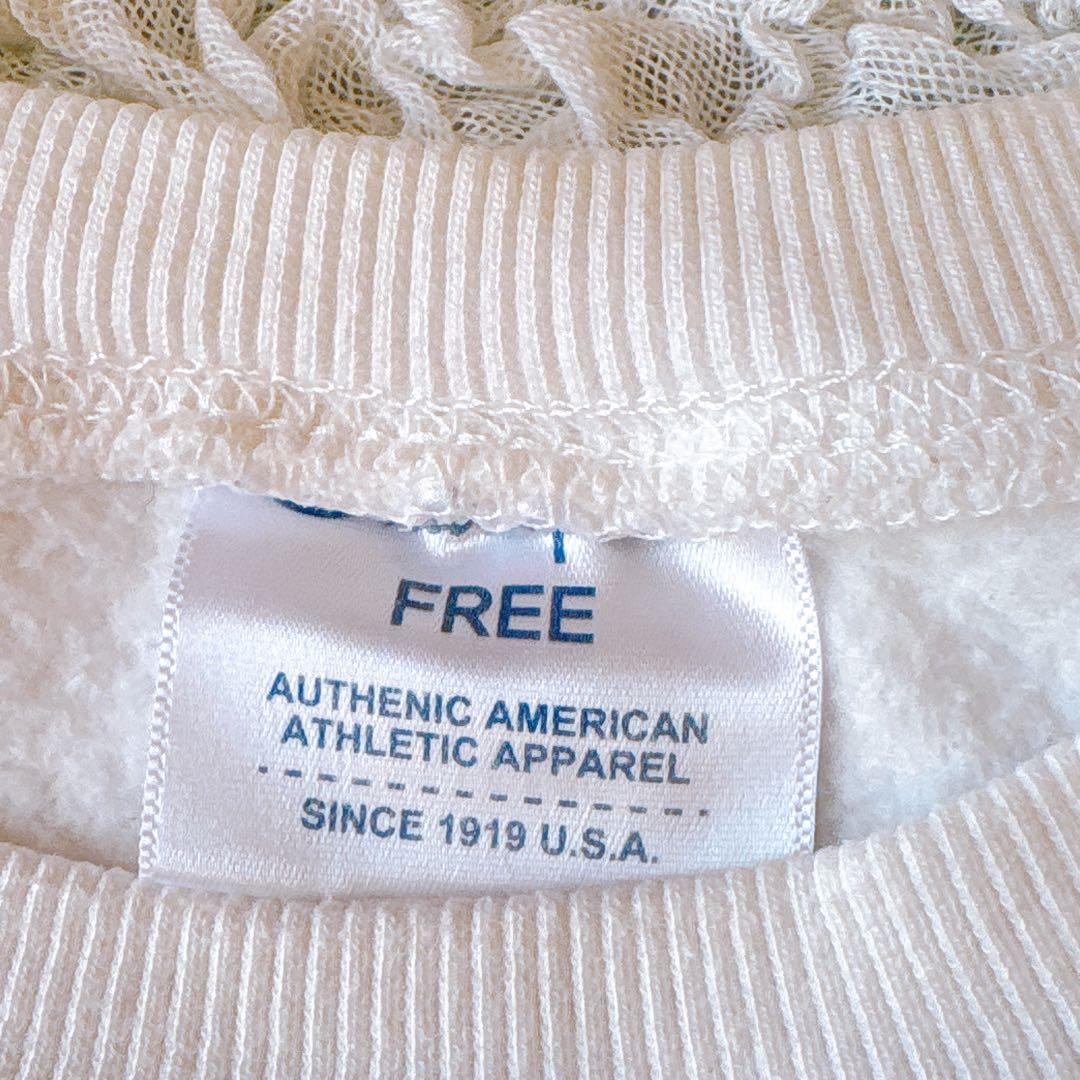 FREE
AUTHENIC AMERICAN
ATHLETIC APPAREL
SINCE 1919 U.S.A.